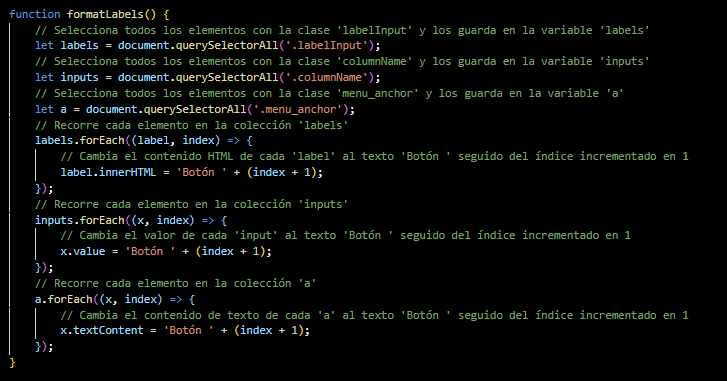 function formatLabels() {
    // Selecciona todos los elementos con la clase 'labelInput' y los guarda en la variable 'labels'
    let labels = document.querySelectorAll('.labelInput');
    // Selecciona todos los elementos con la clase 'columnName' y los guarda en la variable 'inputs'
    let inputs = document.querySelectorAll('.columnName');
    // Selecciona todos los elementos con la clase 'menu_anchor' y los guarda en la variable 'a'
    let a = document.querySelectorAll('.menu_anchor');
    // Recorre cada elemento en la colección 'labels'
    labels.forEach((label, index) => {
        // Cambia el contenido HTML de cada 'label' al texto 'Botón ' seguido del índice incrementado en 1
        label.innerHTML = 'Botón ' + (index + 1);
    });
    // Recorre cada elemento en la colección 'inputs'
    inputs.forEach((x, index) => {
        // Cambia el valor de cada 'input' al texto 'Botón ' seguido del índice incrementado en 1
        x.value = 'Botón ' + (index + 1);
    });
    // Recorre cada elemento en la colección 'a'
    a.forEach((x, index) => {
        // Cambia el contenido de texto de cada 'a' al texto 'Botón ' seguido del índice incrementado en 1
        x.textContent = 'Botón ' + (index + 1);
    });
}